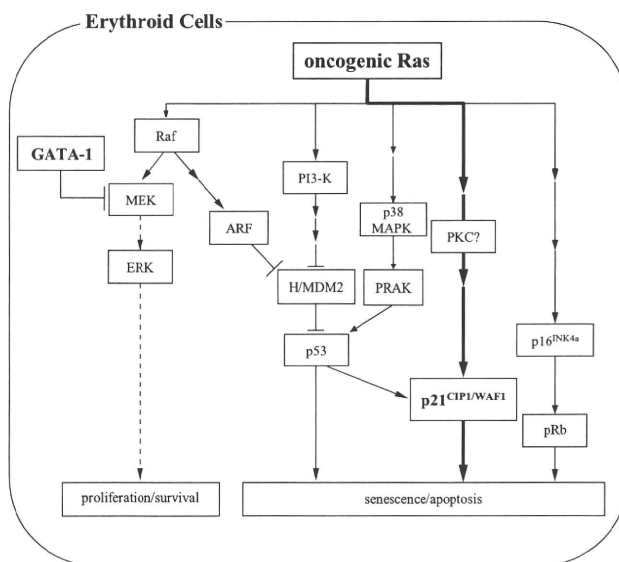 Erythroid Cells
oncogenic Ras
Raf
GATA-1
PI3-K
MEK
p38
MAPK
ARF
PKC?
ERK
H/MDM2
PRAK
p53
p16INK4a
p21CIP1/WAF1
pRb
proliferation/survival
senescence/apoptosis